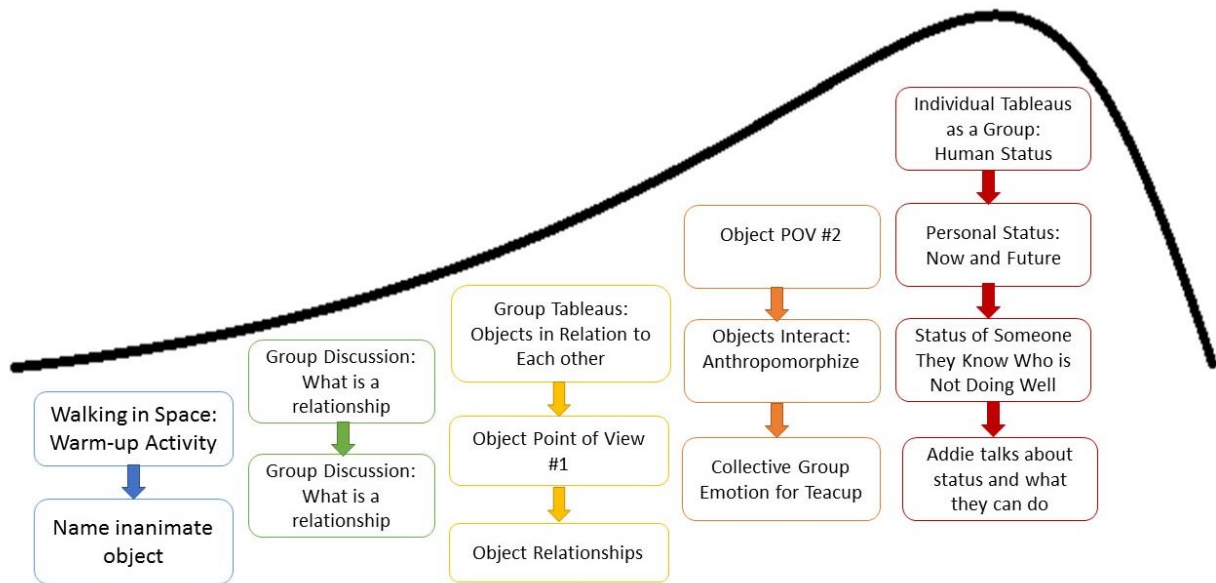 Walking in Space:
Warm-up Activity
Name inanimate
object
Group Discussion:
What is a
relationship
Group Discussion:
What is a
relationship
Group Tableaus:
Objects in Relation to
Each other
Object Point of View
#1
Object Relationships
Object POV #2
Objects Interact:
Anthropomorphize
Collective Group
Emotion for Teacup
Individual Tableaus
as a Group:
Human Status
Personal Status:
Now and Future
Status of Someone
They Know Who is
Not Doing Well
Addie talks about
status and what
they can do